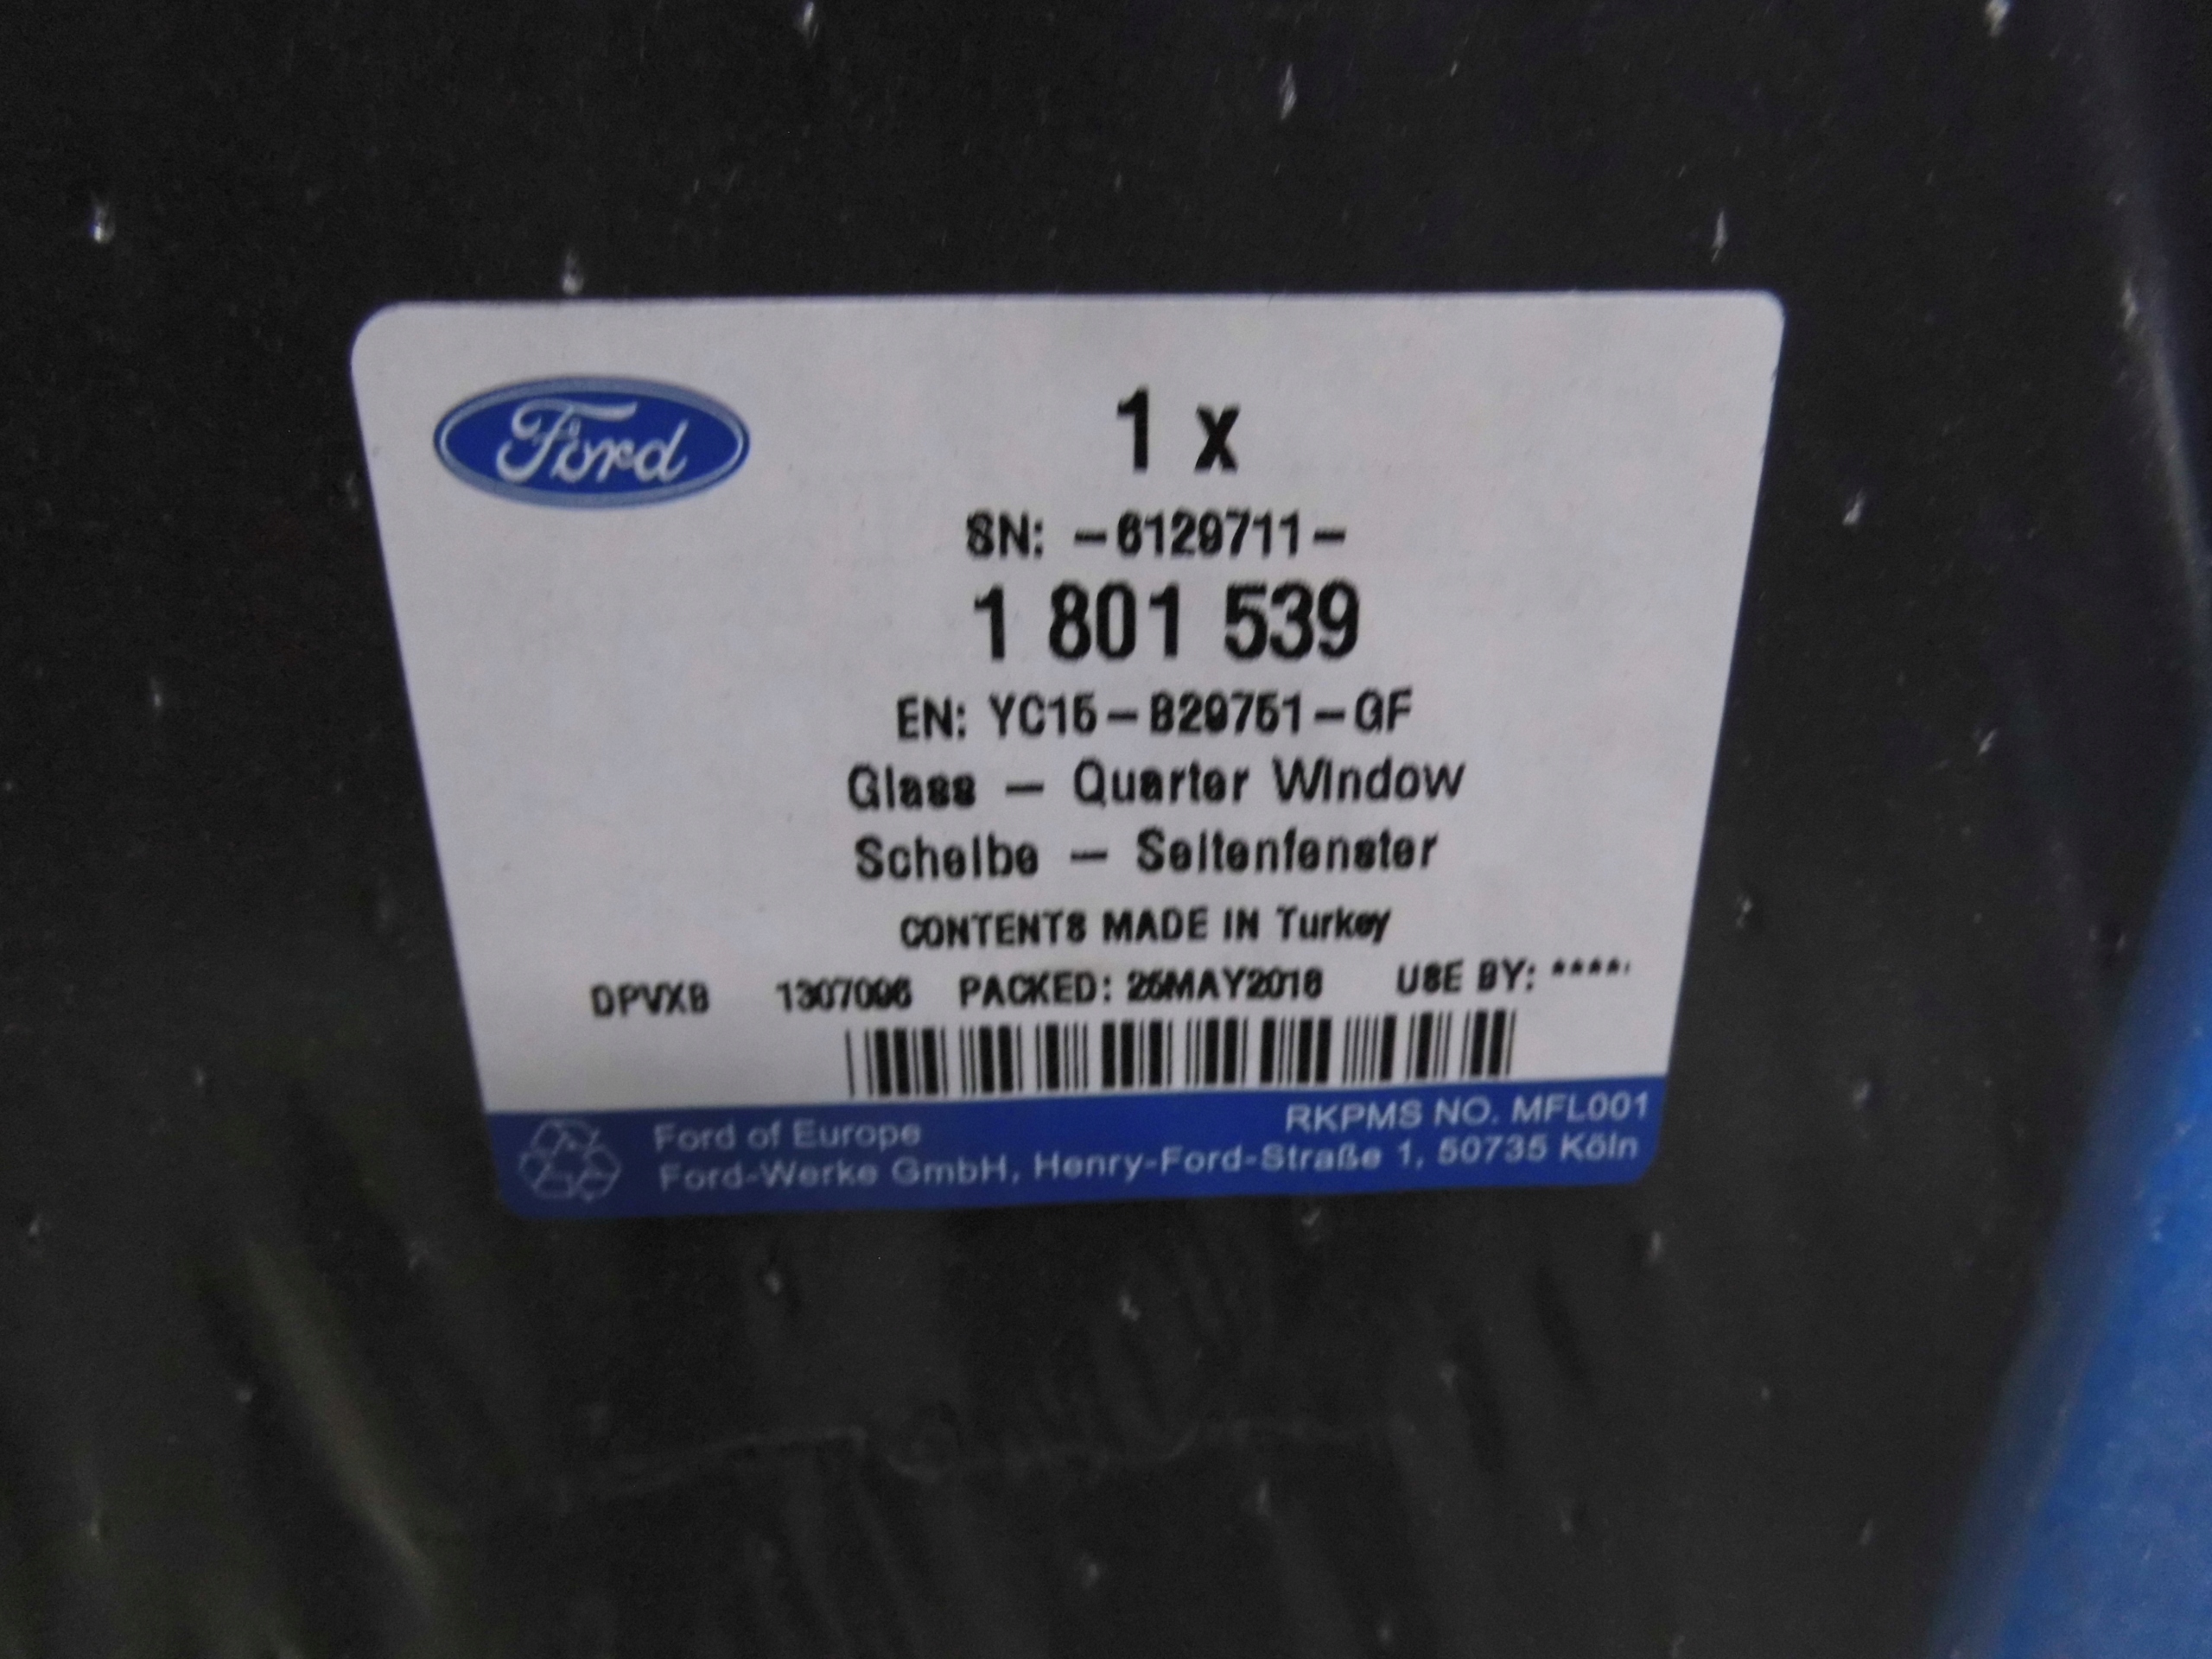 Ford
1 x
SN: -6129711-
1 801 539
EN: YC15-B29751-GF
Glass - Quarter Window
Scheibe - Seitenfenster
CONTENTS MADE IN Turkey
1307096 PACKED: 25MAY2018 USE BY: ****
RKPMS NO. MFL001
Ford of Europe
Ford-Werke GmbH, Henry-Ford-Straße 1, 50735 Köln